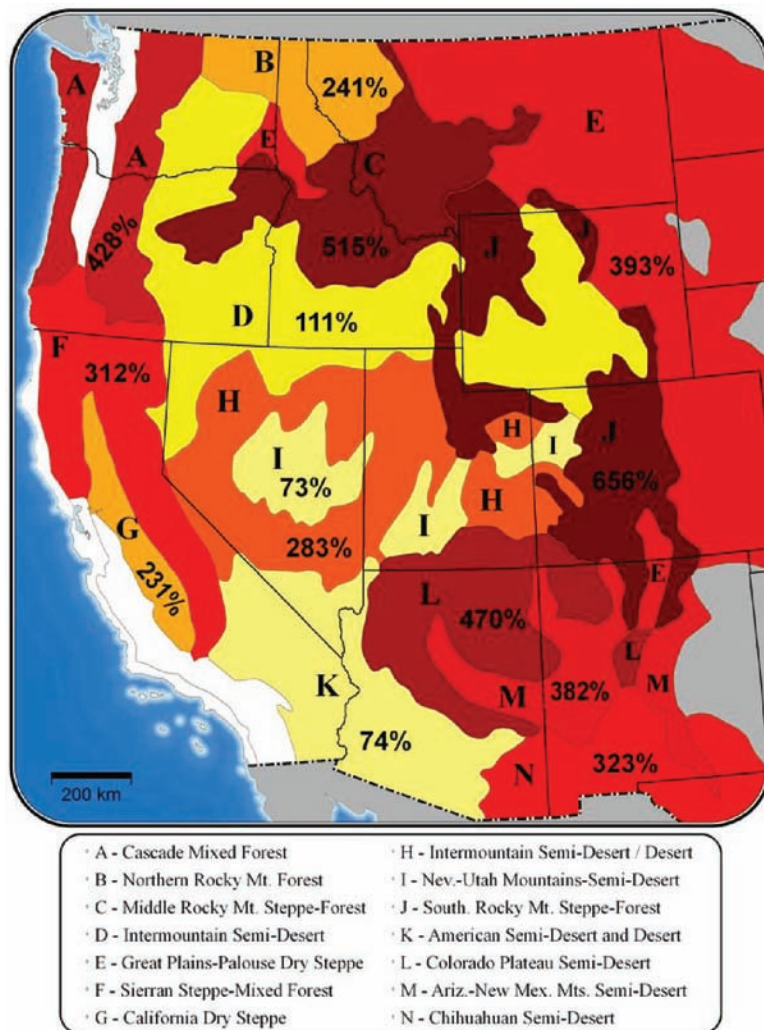 B
241%
A
E
E
A
C
J
J
428%
515%
393%
D
111%
F
312%
H
H
J
I
I
73%
656%
H
I
G
283%
231%
E
L
470%
L
K
M
M
382%
74%
N
323%
200 km
A - Cascade Mixed Forest
B - Northern Rocky Mt. Forest
C - Middle Rocky Mt. Steppe-Forest
D - Intermountain Semi-Desert
E - Great Plains-Palouse Dry Steppe
F - Sierran Steppe-Mixed Forest
G - California Dry Steppe
H - Intermountain Semi-Desert / Desert
I - Nev.-Utah Mountains-Semi-Desert
J - South. Rocky Mt. Steppe-Forest
K - American Semi-Desert and Desert
L - Colorado Plateau Semi-Desert
M - Ariz.-New Mex. Mts. Semi-Desert
N - Chihuahuan Semi-Desert